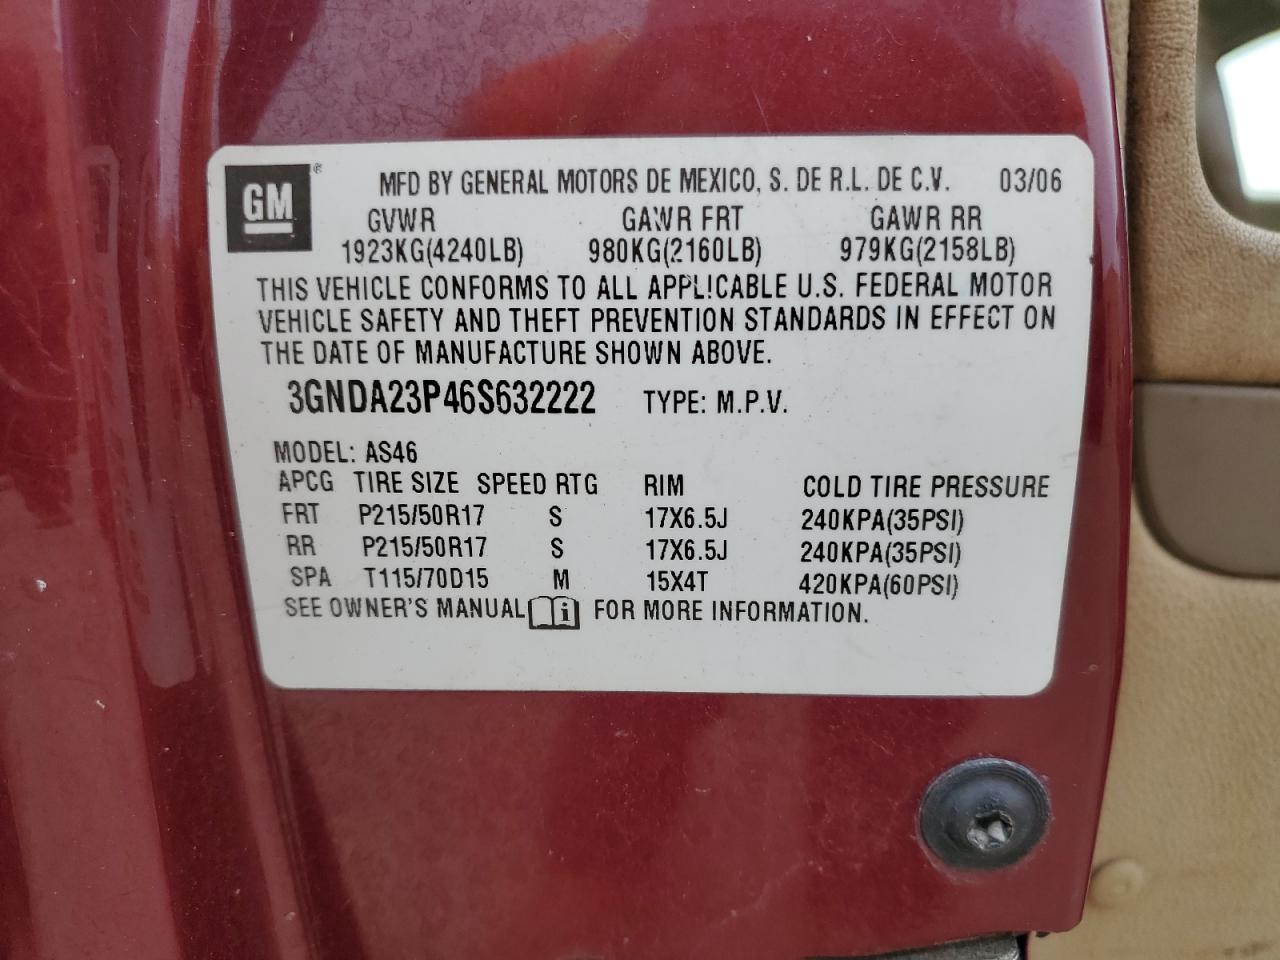 GM ® MFD BY GENERAL MOTORS DE MEXICO, S. DE R.L. DE C.V. 03/06
GVWR GAWR FRT GAWR RR
1923KG(4240LB) 980KG(2160LB) 979KG(2158LB)
THIS VEHICLE CONFORMS TO ALL APPLICABLE U.S. FEDERAL MOTOR
VEHICLE SAFETY AND THEFT PREVENTION STANDARDS IN EFFECT ON
THE DATE OF MANUFACTURE SHOWN ABOVE.
3GNDA23P46S632222 TYPE: M.P.V.
MODEL: AS46
APCG TIRE SIZE SPEED RTG RIM COLD TIRE PRESSURE
FRT P215/50R17 S 17X6.5J 240KPA(35PSI)
RR P215/50R17 S 17X6.5J 240KPA(35PSI)
SPA T115/70D15 M 15X4T 420KPA(60PSI)
SEE OWNER'S MANUAL i FOR MORE INFORMATION.